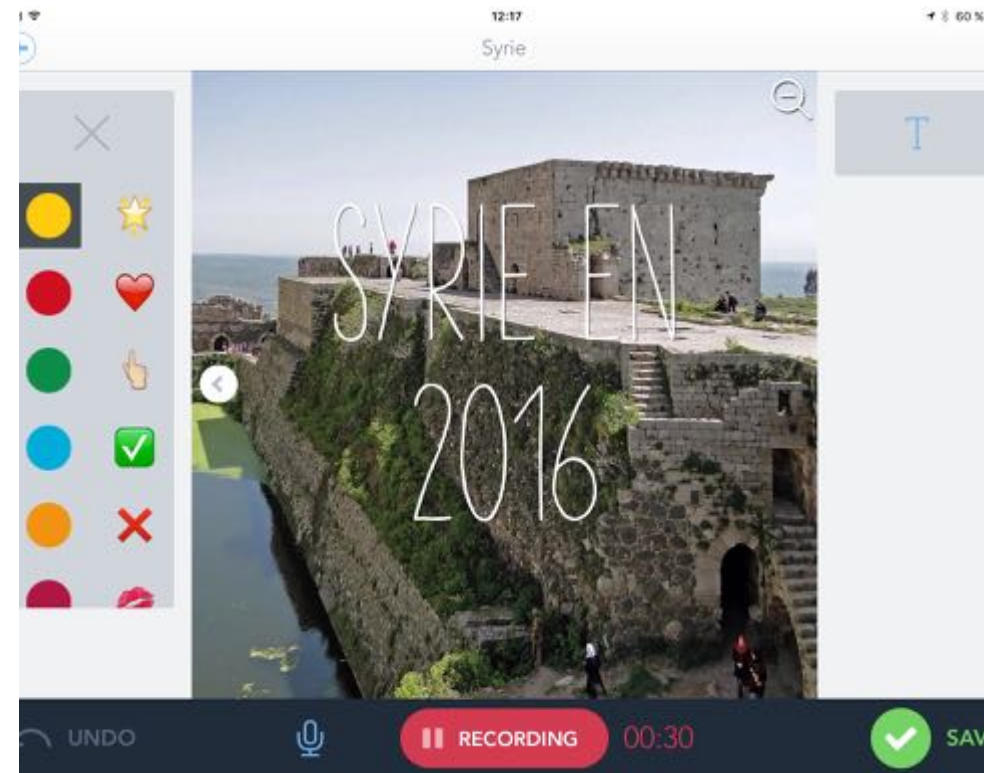 12:17
60 %
Syrie
T
SYRIE EN
2016
UNDO
RECORDING
00:30
SAV